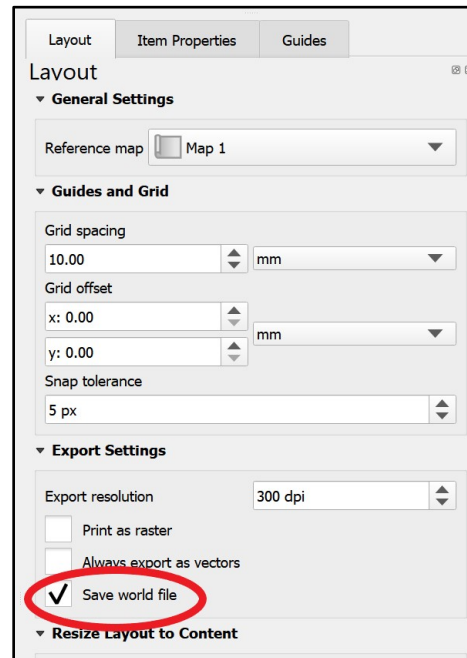 Layout Item Properties Guides
Layout
General Settings
Reference map Map 1
Guides and Grid
Grid spacing
10.00 mm
Grid offset
x: 0.00
mm
y: 0.00
Snap tolerance
5 px
Export Settings
Export resolution 300 dpi
Print as raster
Always export as vectors
Save world file
Resize Layout to Content